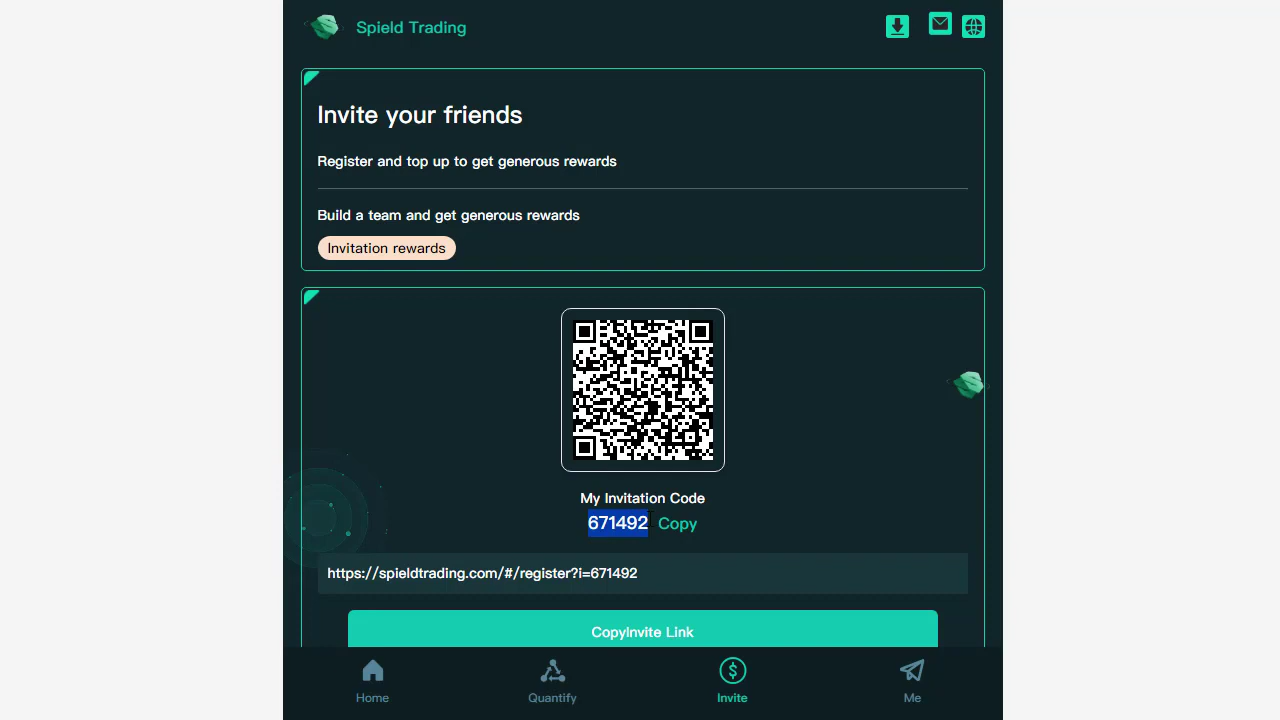 Spield Trading
Invite your friends
Register and top up to get generous rewards
Build a team and get generous rewards
Invitation rewards
My Invitation Code
671492 Copy
https://spieldtrading.com/#/register?i=671492
CopyInvite Link
Home Quantify Invite Me